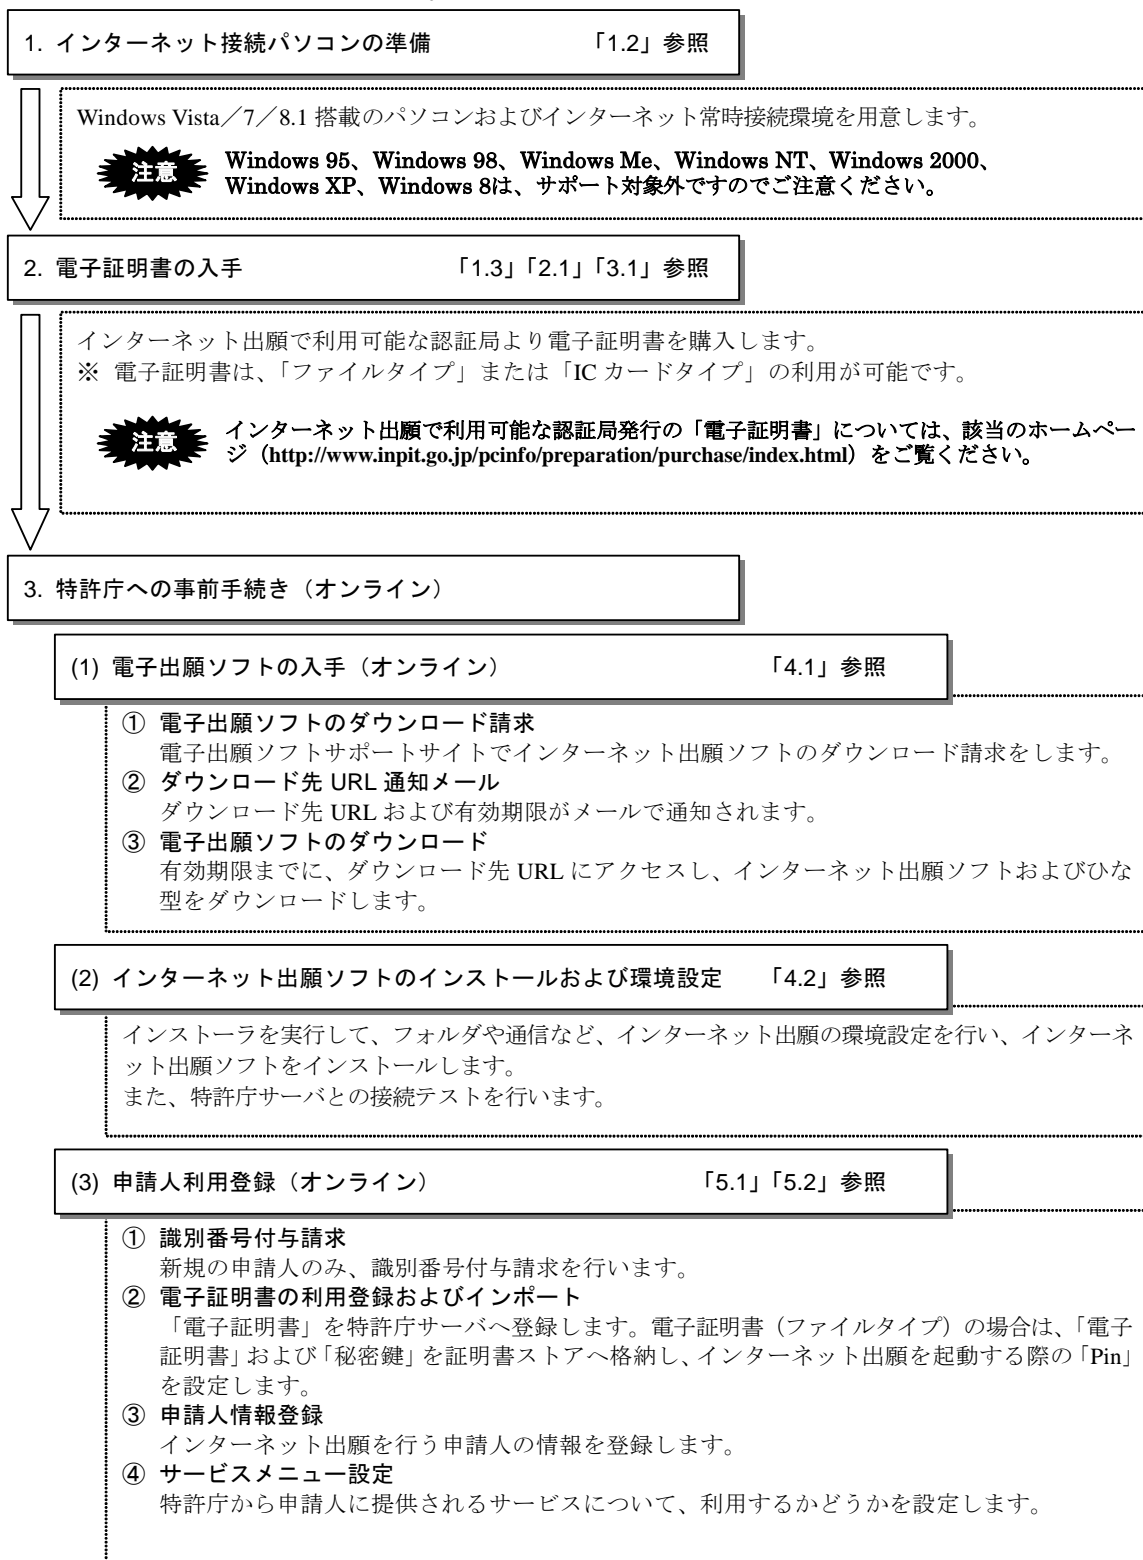 1. インターネット接続パソコンの準備 「1.2」参照
Windows Vista／7／8.1 搭載のパソコンおよびインターネット常時接続環境を用意します。
注意
Windows 95、Windows 98、Windows Me、Windows NT、Windows 2000、
Windows XP、Windows 8は、サポート対象外ですのでご注意ください。
2. 電子証明書の入手 「1.3」「2.1」「3.1」参照
インターネット出願で利用可能な認証局より電子証明書を購入します。
※ 電子証明書は、「ファイルタイプ」または「IC カードタイプ」の利用が可能です。
注意
インターネット出願で利用可能な認証局発行の「電子証明書」については、該当のホームペー
ジ（http://www.inpit.go.jp/pcinfo/preparation/purchase/index.html）をご覧ください。
3. 特許庁への事前手続き（オンライン）
(1) 電子出願ソフトの入手（オンライン） 「4.1」参照
① 電子出願ソフトのダウンロード請求
電子出願ソフトサポートサイトでインターネット出願ソフトのダウンロード請求をします。
② ダウンロード先 URL 通知メール
ダウンロード先 URL および有効期限がメールで通知されます。
③ 電子出願ソフトのダウンロード
有効期限までに、ダウンロード先 URL にアクセスし、インターネット出願ソフトおよびひな
型をダウンロードします。
(2) インターネット出願ソフトのインストールおよび環境設定 「4.2」参照
インストーラを実行して、フォルダや通信など、インターネット出願の環境設定を行い、インターネ
ット出願ソフトをインストールします。
また、特許庁サーバとの接続テストを行います。
(3) 申請人利用登録（オンライン） 「5.1」「5.2」参照
① 識別番号付与請求
新規の申請人のみ、識別番号付与請求を行います。
② 電子証明書の利用登録およびインポート
「電子証明書」を特許庁サーバへ登録します。電子証明書（ファイルタイプ）の場合は、「電子
証明書」および「秘密鍵」を証明書ストアへ格納し、インターネット出願を起動する際の「Pin」
を設定します。
③ 申請人情報登録
インターネット出願を行う申請人の情報を登録します。
④ サービスメニュー設定
特許庁から申請人に提供されるサービスについて、利用するかどうかを設定します。